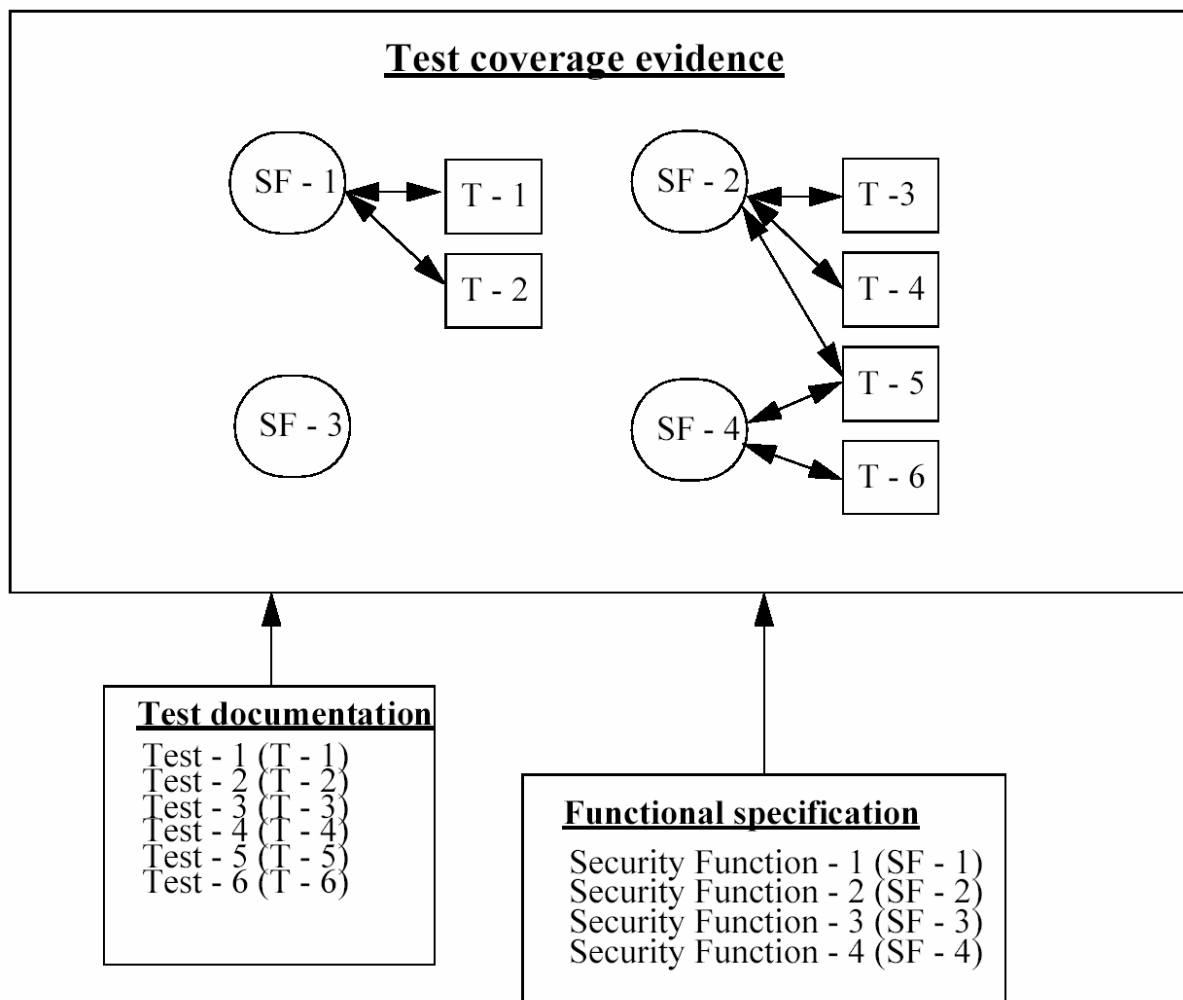 Test coverage evidence
SF - 1
T - 1
T - 2
SF - 2
T -3
T - 4
T - 5
SF - 3
SF - 4
T - 6
Test documentation
Test - 1 (T - 1)
Test - 2 (T - 2)
Test - 3 (T - 3)
Test - 4 (T - 4)
Test - 5 (T - 5)
Test - 6 (T - 6)
Functional specification
Security Function - 1 (SF - 1)
Security Function - 2 (SF - 2)
Security Function - 3 (SF - 3)
Security Function - 4 (SF - 4)